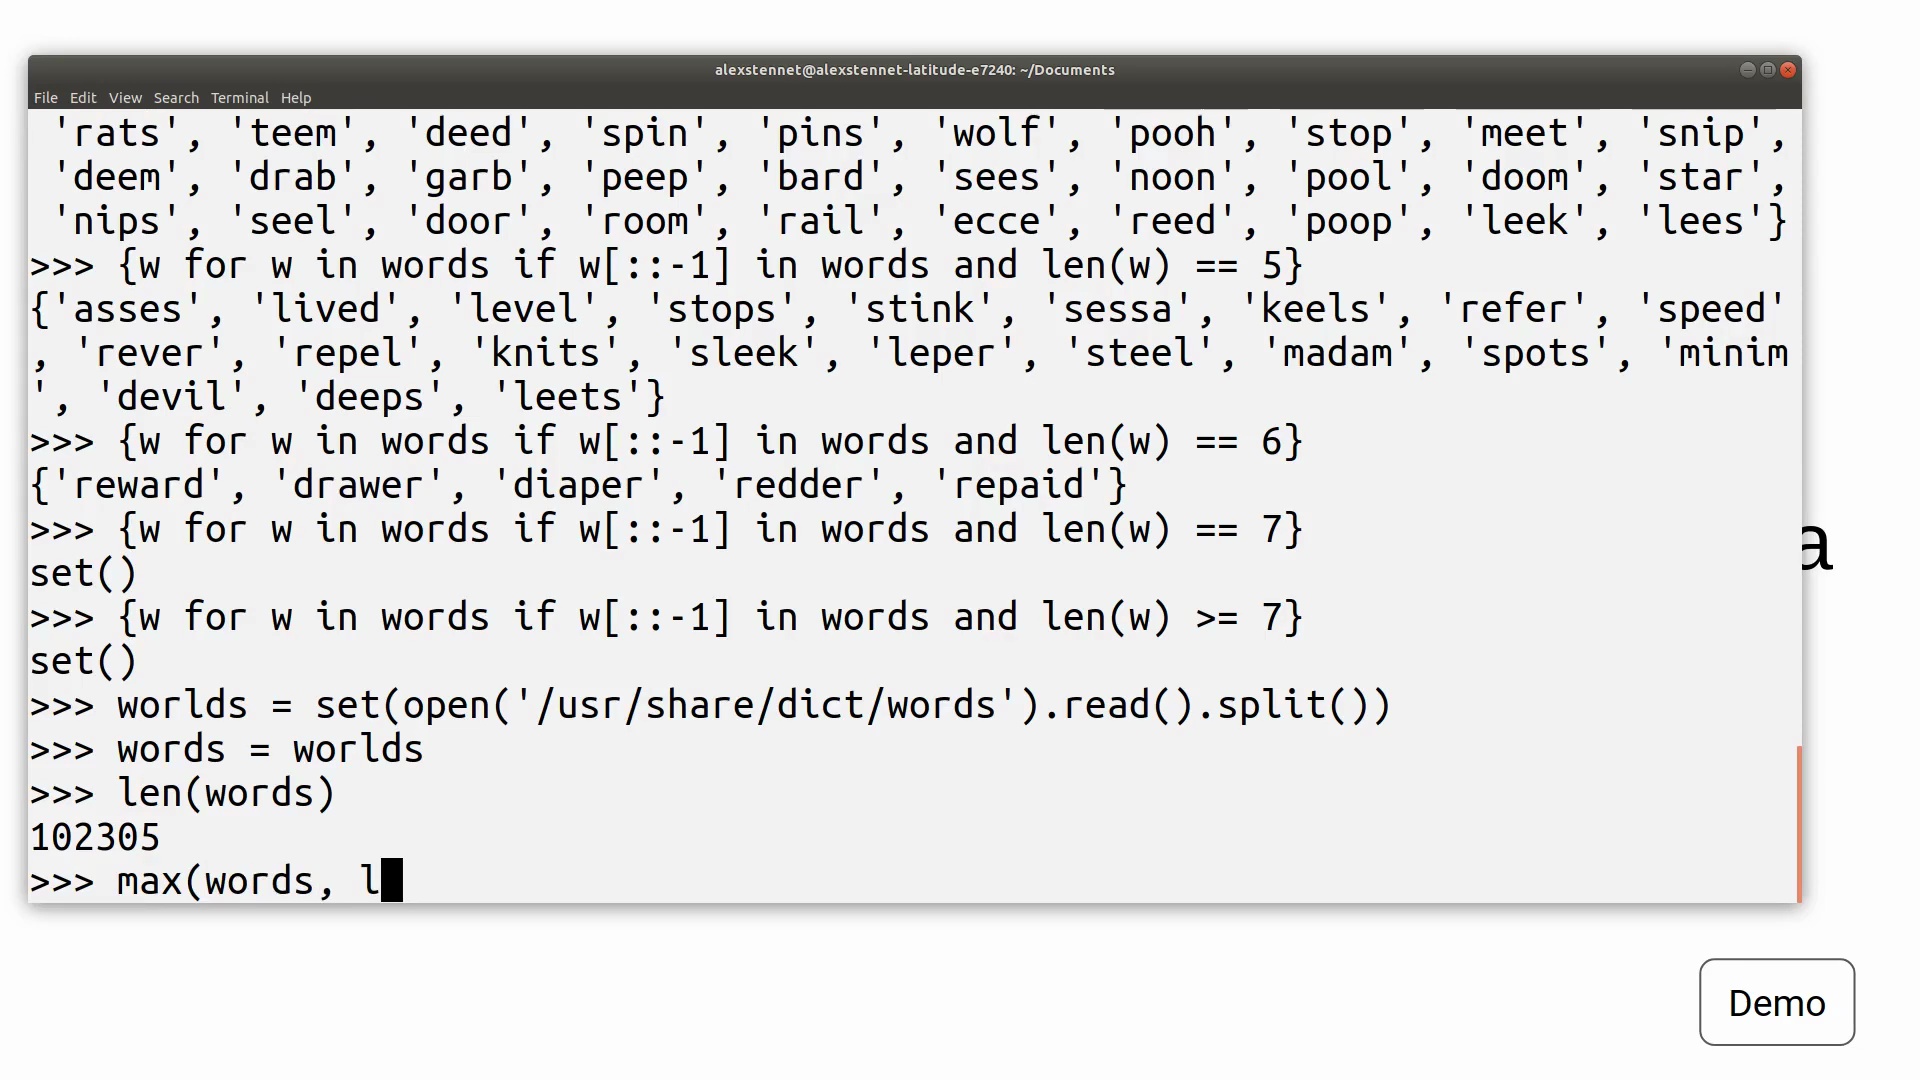 alexstennet@alexstennet-latitude-e7240: ~/Documents
File Edit View Search Terminal Help
'rats', 'teem', 'deed', 'spin', 'pins', 'wolf', 'pooh', 'stop', 'meet', 'snip',
'deem', 'drab', 'garb', 'peep', 'bard', 'sees', 'noon', 'pool', 'doom', 'star',
'nips', 'seel', 'door', 'room', 'rail', 'ecce', 'reed', 'poop', 'leek', 'lees'}
>>> {w for w in words if w[::-1] in words and len(w) == 5}
{'asses', 'lived', 'level', 'stops', 'stink', 'sessa', 'keels', 'refer', 'speed'
, 'rever', 'repel', 'knits', 'sleek', 'leper', 'steel', 'madam', 'spots', 'minim
', 'devil', 'deeps', 'leets'}
>>> {w for w in words if w[::-1] in words and len(w) == 6}
{'reward', 'drawer', 'diaper', 'redder', 'repaid'}
>>> {w for w in words if w[::-1] in words and len(w) == 7}
set()
>>> {w for w in words if w[::-1] in words and len(w) >= 7}
set()
>>> worlds = set(open('/usr/share/dict/words').read().split())
>>> words = worlds
>>> len(words)
102305
>>> max(words, l
a
Demo